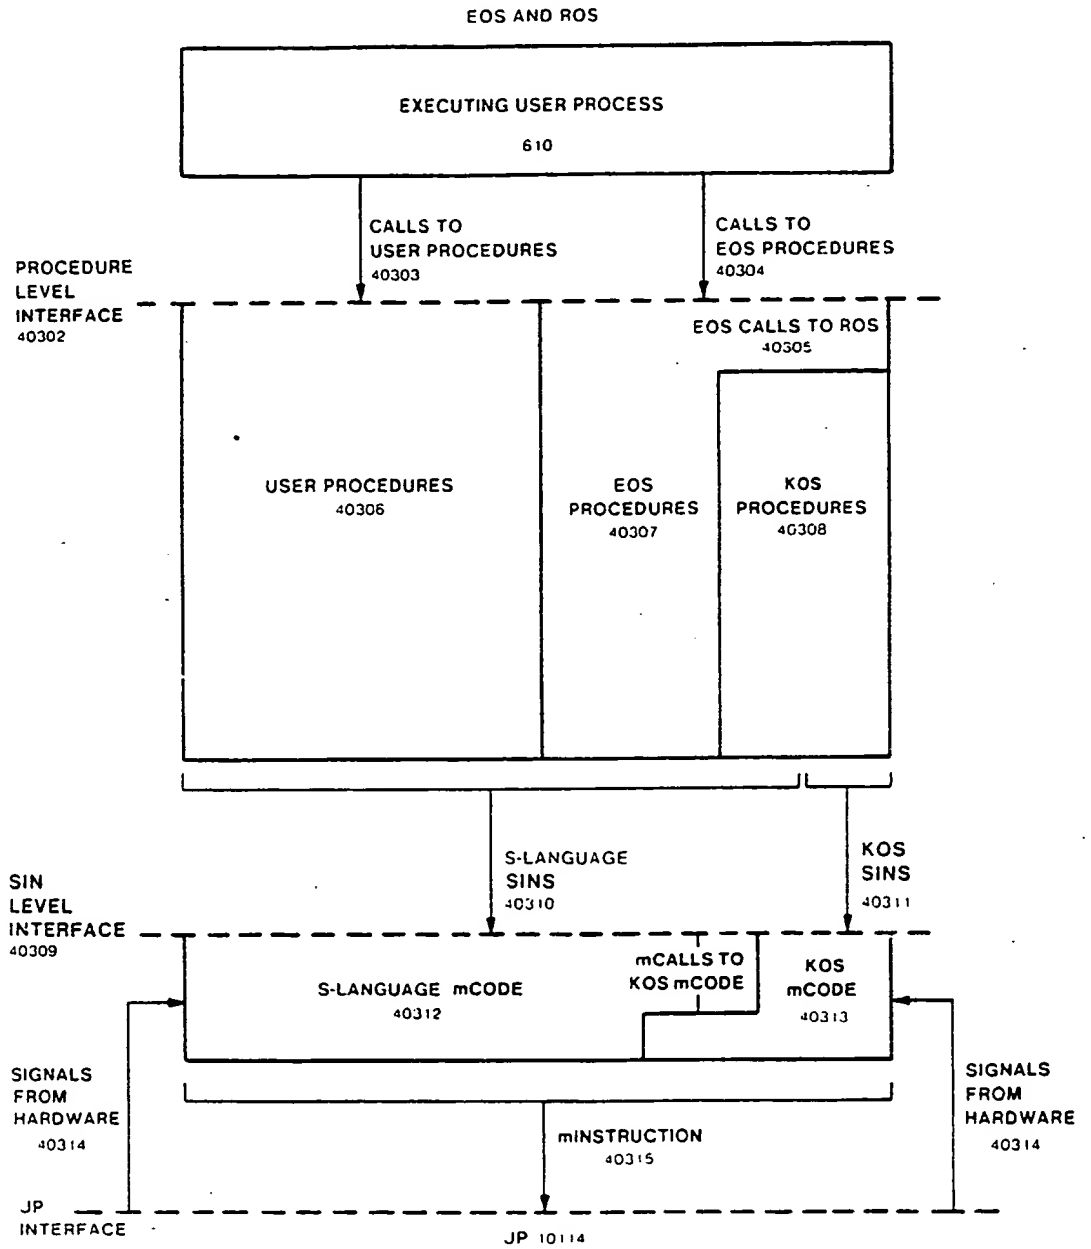 EOS AND ROS
EXECUTING USER PROCESS
610
CALLS TO
USER PROCEDURES
40303
CALLS TO
EOS PROCEDURES
40304
PROCEDURE
LEVEL
INTERFACE
40302
EOS CALLS TO ROS
40305
USER PROCEDURES
40306
EOS
PROCEDURES
40307
KOS
PROCEDURES
40308
S-LANGUAGE
SINS
40310
KOS
SINS
40311
SIN
LEVEL
INTERFACE
40309
S-LANGUAGE mCODE
40312
mCALLS TO
KOS mCODE
KOS
mCODE
40313
SIGNALS
FROM
HARDWARE
40314
SIGNALS
FROM
HARDWARE
40314
mINSTRUCTION
40315
JP
INTERFACE
JP 10114